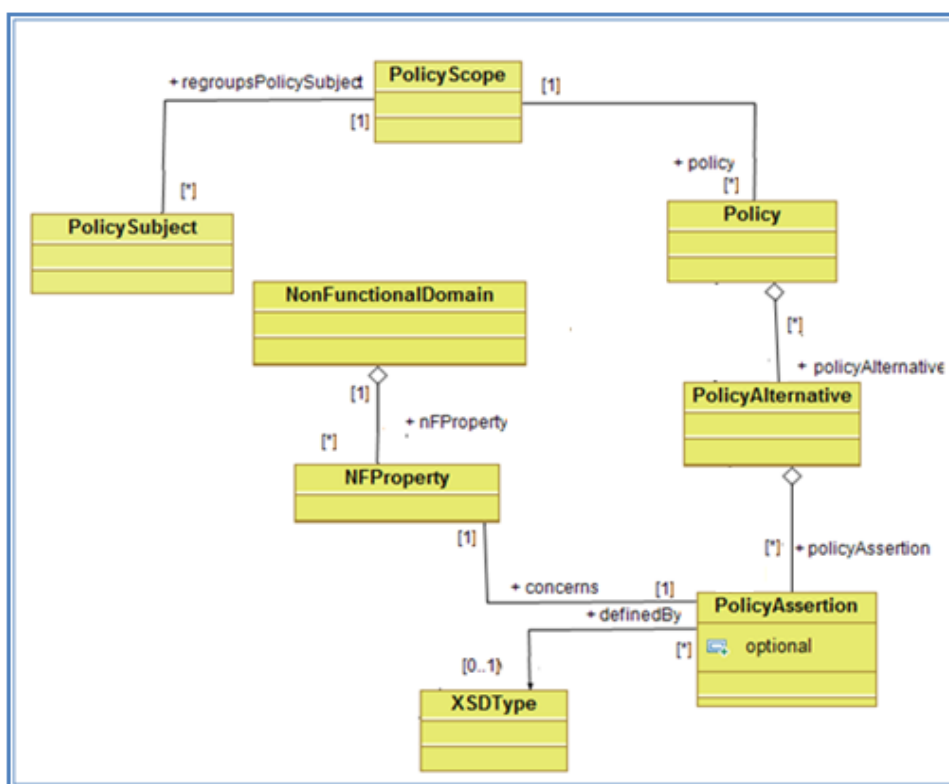 PolicyScope
+ regroupsPolicySubject
[1]
[1]
+ policy
[*]
[*]
PolicySubject
Policy
NonFunctionalDomain
[*]
+ policyAlternative
[1]
PolicyAlternative
+ nFProperty
[*]
NFProperty
[1]
[*]
+ policyAssertion
+ concerns
[1]
PolicyAssertion
+ definedBy
[*]
optional
[0..1]
XSDType